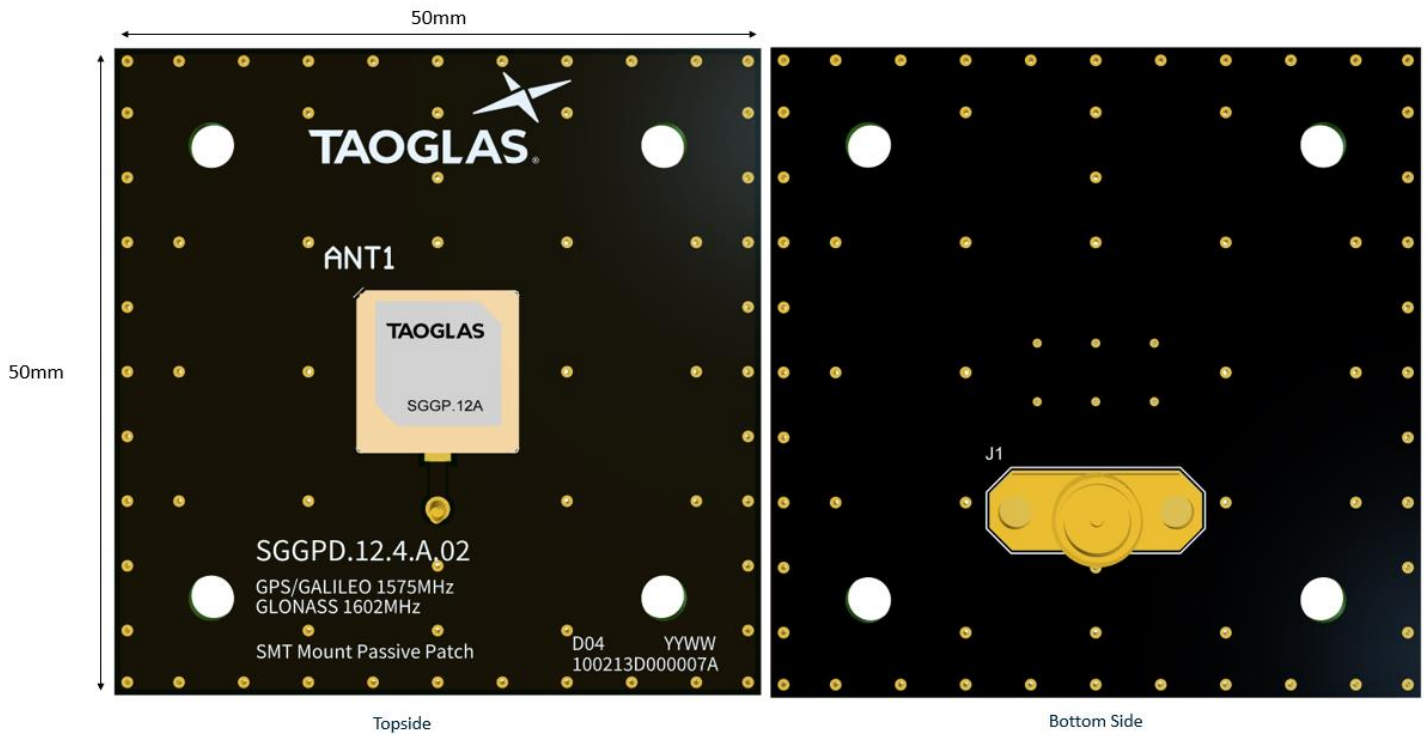 50mm
50mm
TAOGLAS®
ANT1
TAOGLAS
SGGP.12A
SGGPD.12.4.A.02
GPS/GALILEO 1575MHz
GLONASS 1602MHz
SMT Mount Passive Patch
D04 YYWW
100213D000007A
Topside
J1
Bottom Side